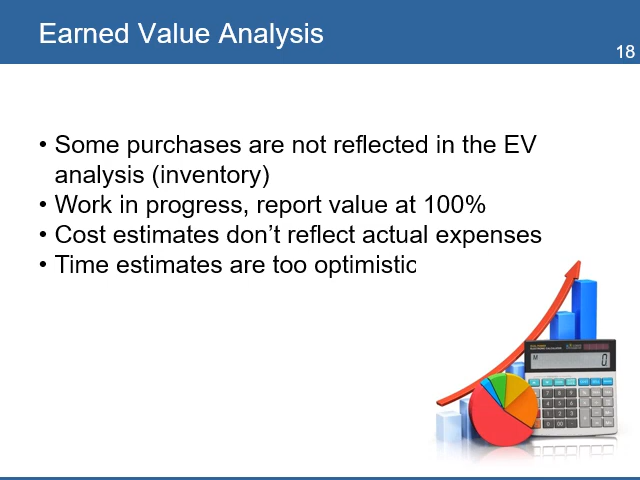 Earned Value Analysis
18
• Some purchases are not reflected in the EV
analysis (inventory)
• Work in progress, report value at 100%
• Cost estimates don’t reflect actual expenses
• Time estimates are too optimistic
M 0